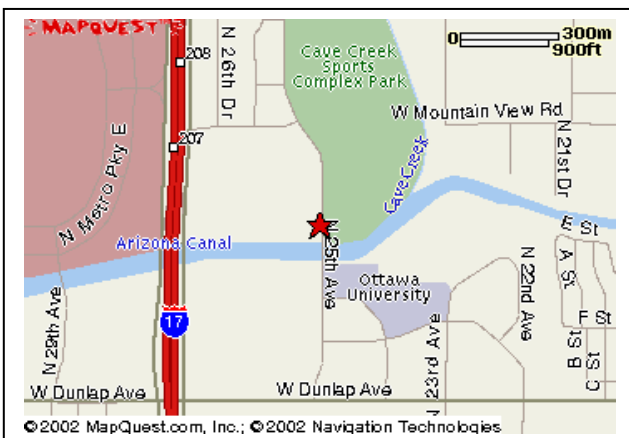 MAPQUEST
0 300m
900ft
208
N 26th Dr
Cave Creek
Sports
Complex Park
W Mountain View Rd
207
N 21st Dr
N Metro Pky E
Cave Creek
Arizona Canal
E St
N 25th Ave
A St
Ottawa
University
N 22nd Ave
17
F St
N 29th Ave
N 23rd Ave
St B
St C
W Dunlap Ave
W Dunlap Ave
©2002 MapQuest.com, Inc.; ©2002 Navigation Technologies